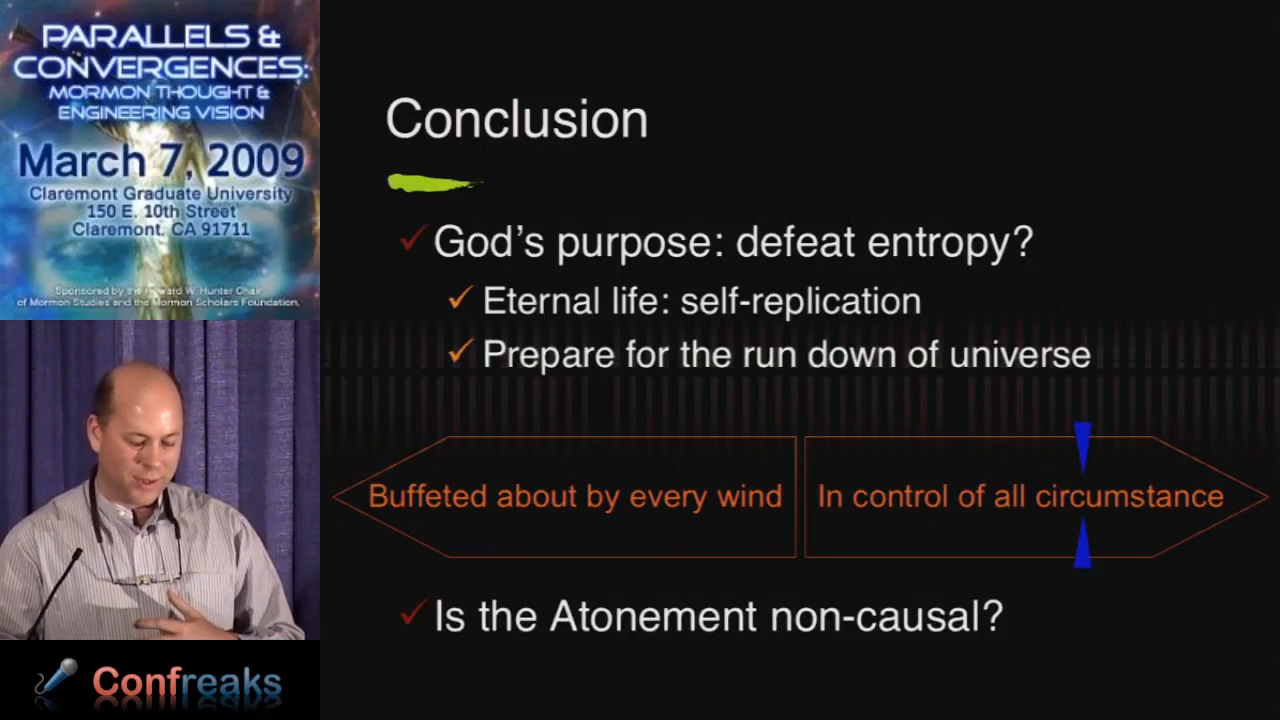 PARALLELS &
CONVERGENCES:
MORMON THOUGHT &
ENGINEERING VISION
March 7, 2009
Claremont Graduate University
150 E. 10th Street
Claremont, CA 91711
Sponsored by the Howard W. Hunter Chair
of Mormon Studies and the Mormon Scholars Foundation.
Confreaks
Conclusion
God's purpose: defeat entropy?
Eternal life: self-replication
Prepare for the run down of universe
Buffeted about by every wind
In control of all circumstance
Is the Atonement non-causal?